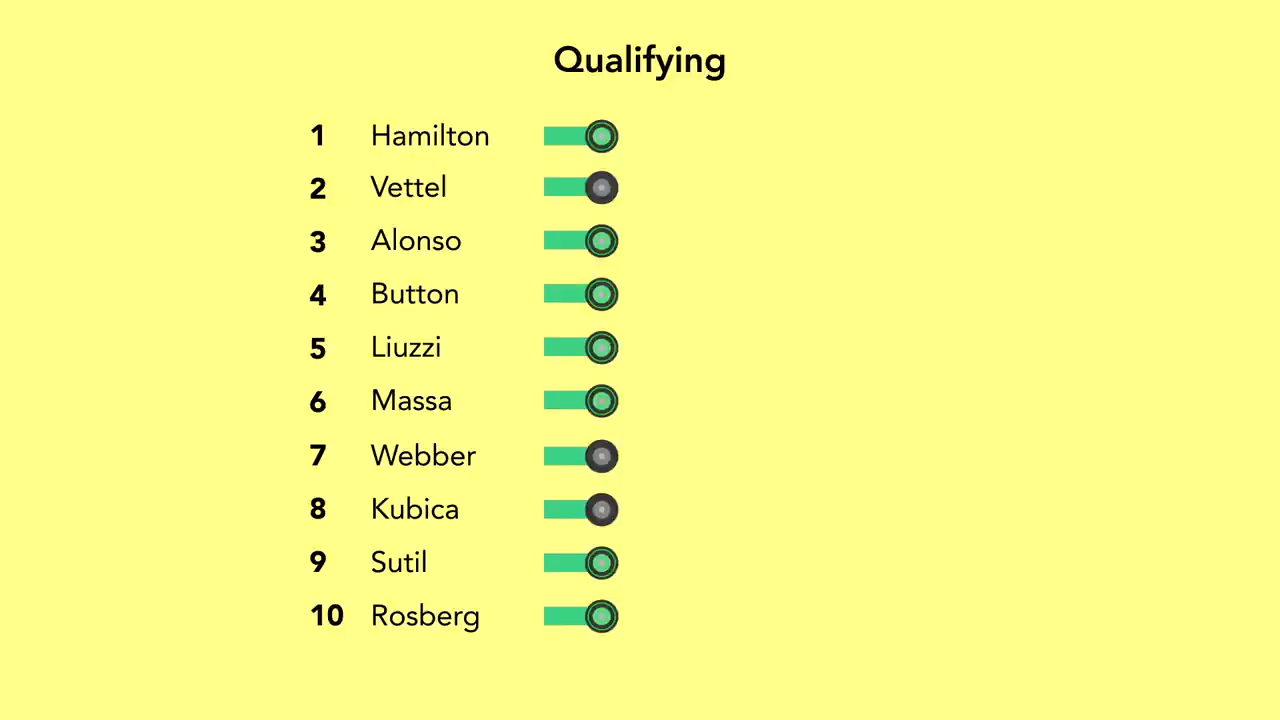 Qualifying
1 Hamilton
2 Vettel
3 Alonso
4 Button
5 Liuzzi
6 Massa
7 Webber
8 Kubica
9 Sutil
10 Rosberg